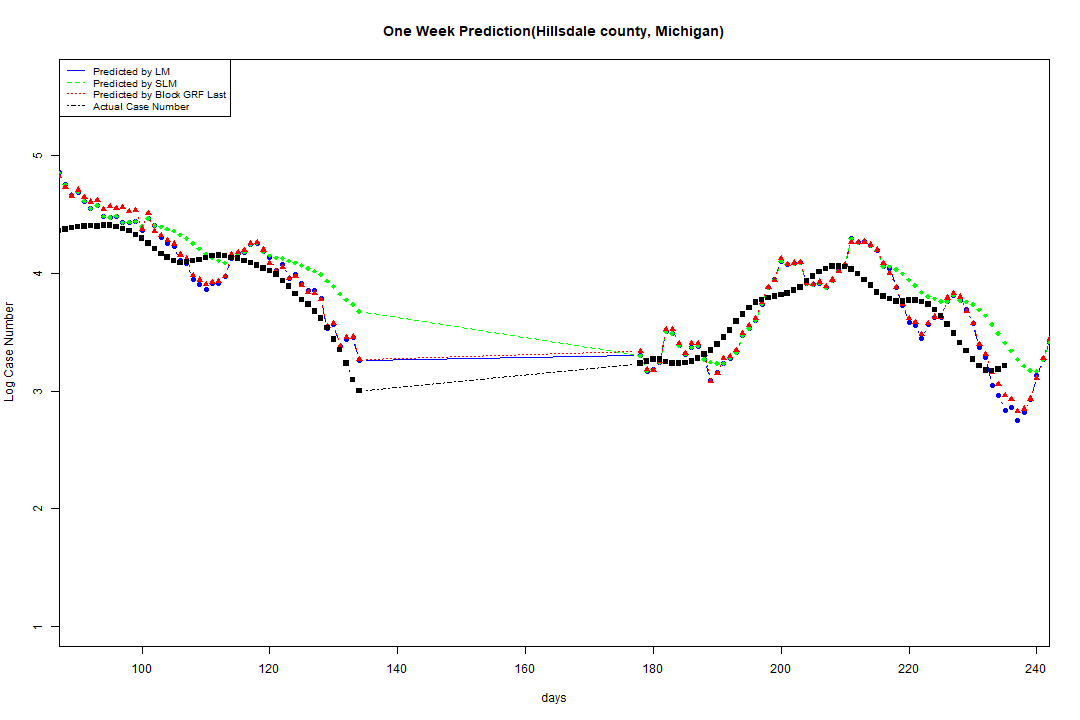 One Week Prediction(Hillsdale county, Michigan)
Predicted by LM
Predicted by SLM
Predicted by Block GRF Last
Actual Case Number
5
4
3
2
1
Log Case Number
100 120 140 160 180 200 220 240
days